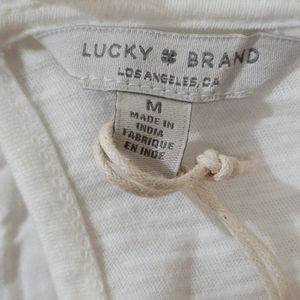 LUCKY BRAND
LOS ANGELES, CA
M
MADE IN
INDIA
FABRIQUE
EN INDE